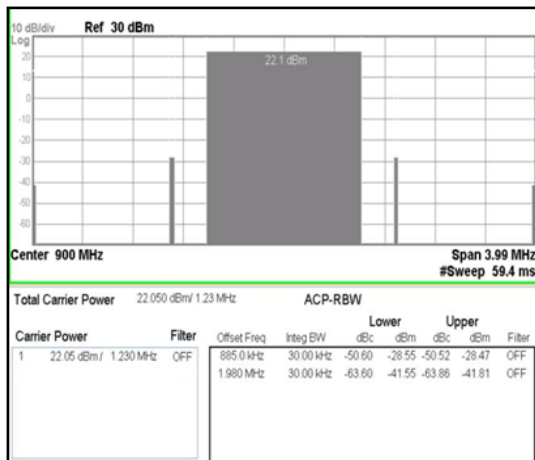 10 dB/div Ref 30 dBm
Log
22.1 dBm
20
10
0
-10
-20
-30
-40
-50
-60
Center 900 MHz Span 3.99 MHz
#Sweep 59.4 ms
Total Carrier Power 22.050 dBm/ 1.23 MHz ACP-RBW
Lower Upper
Carrier Power Filter Offset Freq Integ BW dBc dBm dBc dBm Filter
1 22.05 dBm / 1.230 MHz OFF 885.0 kHz 30.00 kHz -50.60 -28.55 -50.52 -28.47 OFF
1.980 MHz 30.00 kHz -63.60 -41.55 -63.86 -41.81 OFF